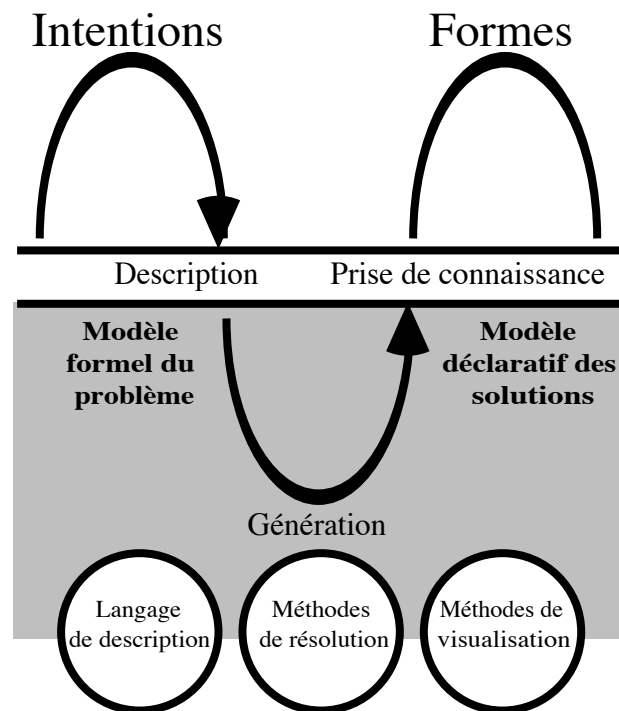 Intentions
Formes
Description
Prise de connaissance
Modèle
formel du
problème
Modèle
déclaratif des
solutions
Génération
Langage
de description
Méthodes
de résolution
Méthodes de
visualisation